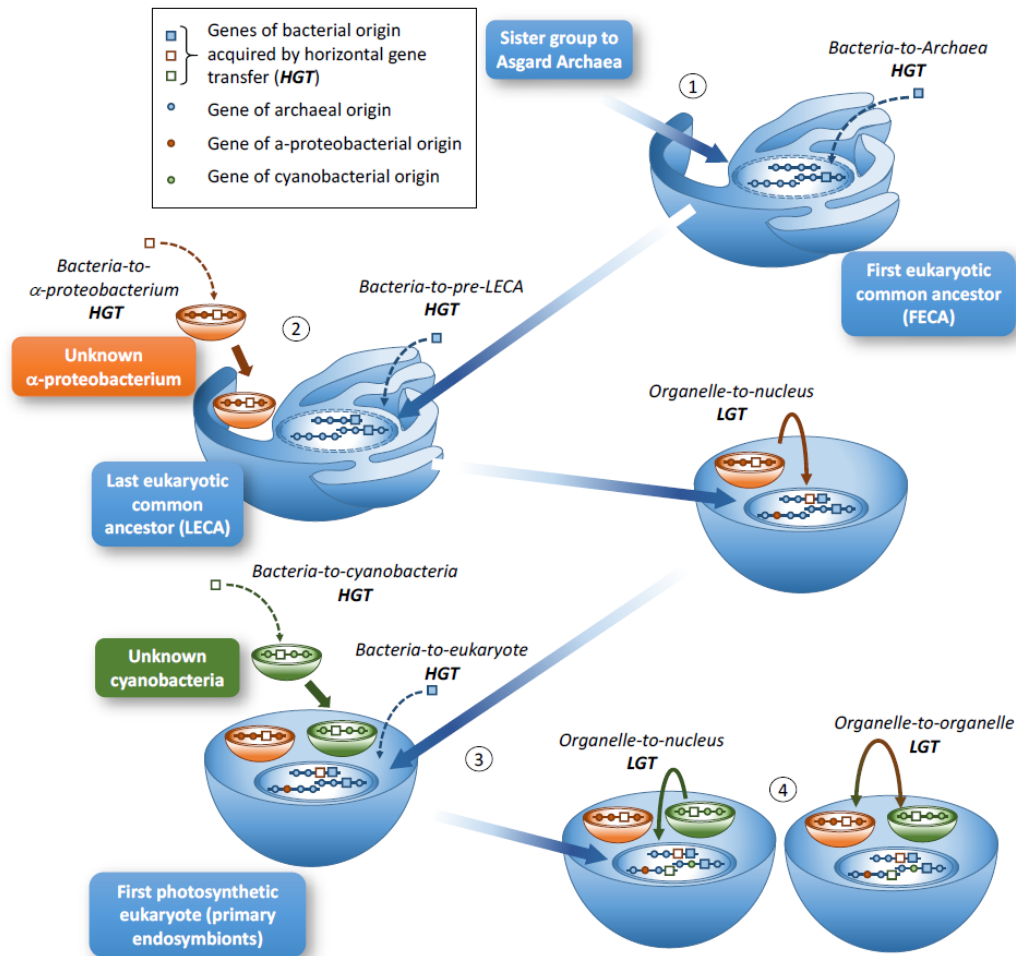 Genes of bacterial origin
acquired by horizontal gene
transfer (HGT)
Gene of archaeal origin
Gene of a-proteobacterial origin
Gene of cyanobacterial origin
Sister group to
Asgard Archaea
1
Bacteria-to-Archaea
HGT
First eukaryotic
common ancestor
(FECA)
Bacteria-to-
α-proteobacterium
HGT
2
Bacteria-to-pre-LECA
HGT
Unknown
α-proteobacterium
Last eukaryotic
common
ancestor (LECA)
Organelle-to-nucleus
LGT
Bacteria-to-cyanobacteria
HGT
Unknown
cyanobacteria
Bacteria-to-eukaryote
HGT
3
First photosynthetic
eukaryote (primary
endosymbionts)
Organelle-to-nucleus
LGT
4
Organelle-to-organelle
LGT